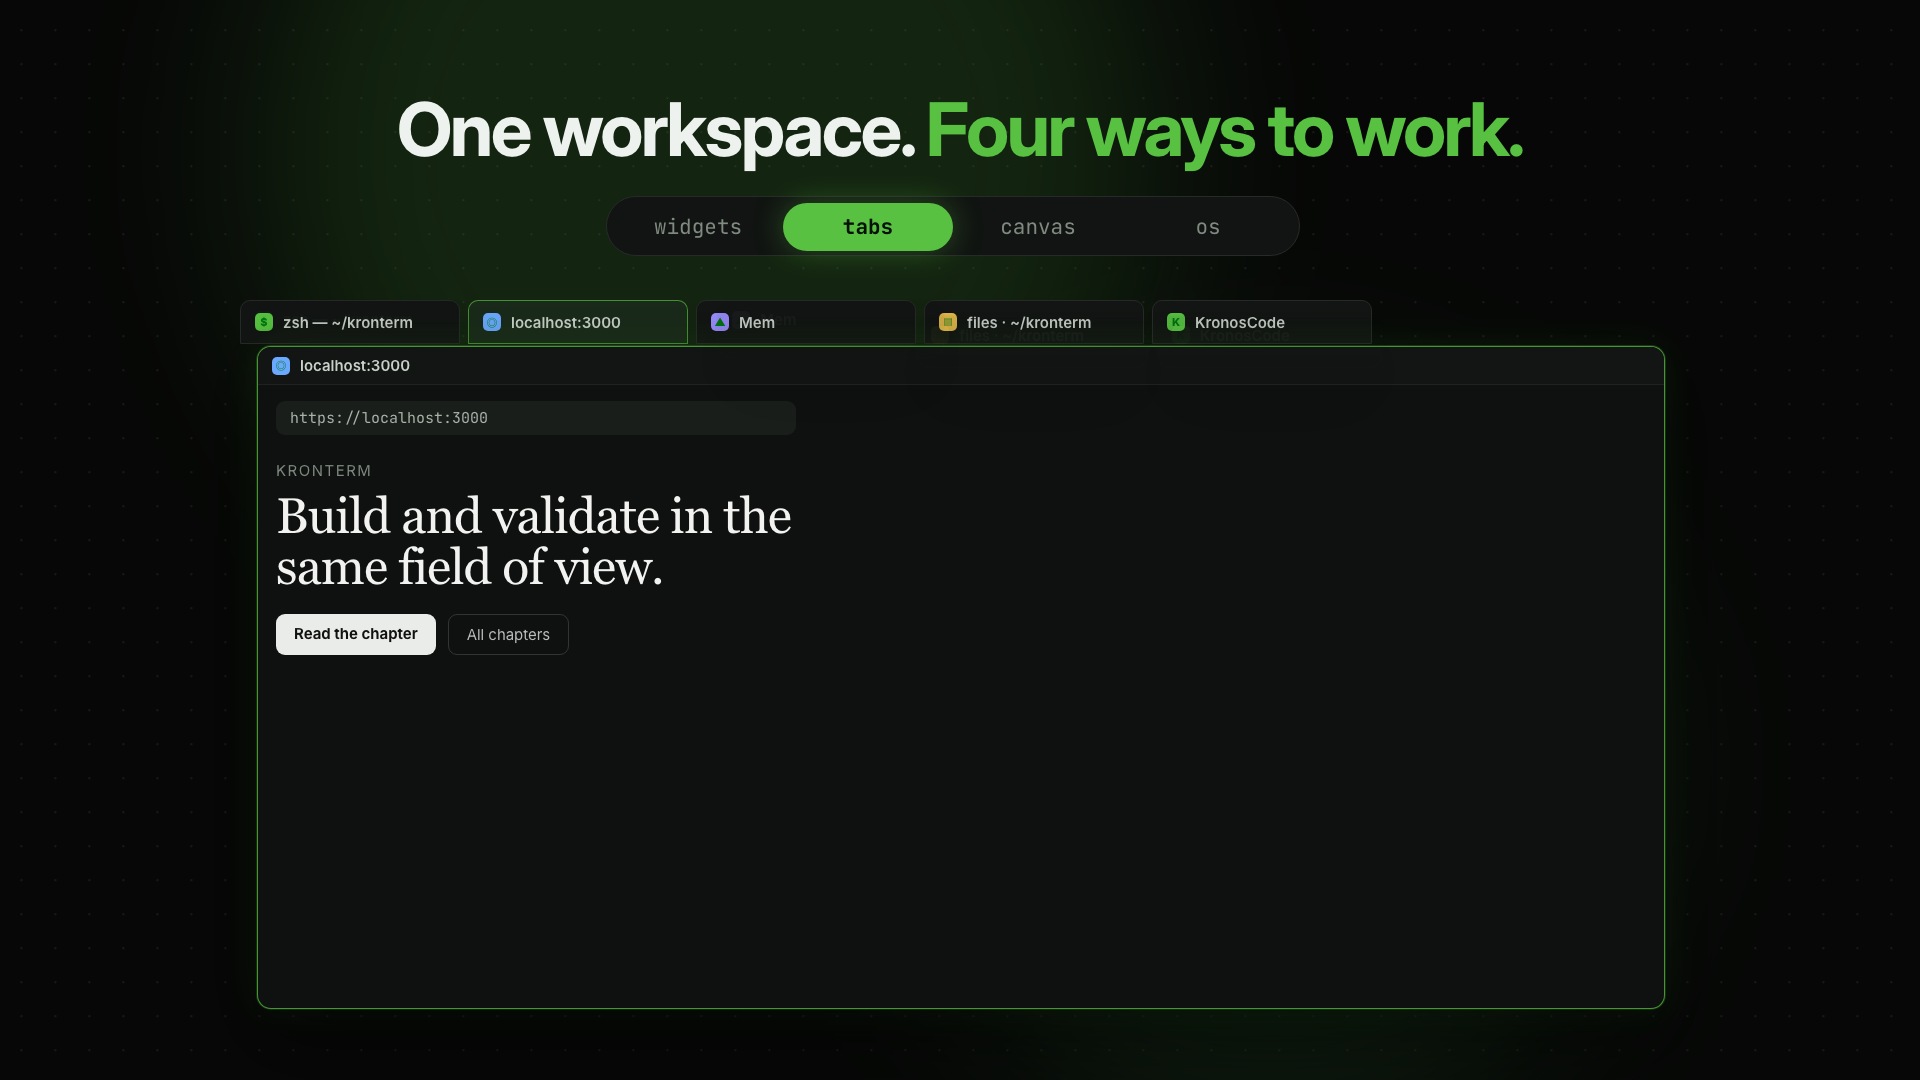 One workspace. Four ways to work.
widgets tabs canvas os
$ zsh — ~/kronterm
localhost:3000
Mem
files · ~/kronterm
K KronosCode
localhost:3000
https://localhost:3000
KRONTERM
Build and validate in the
same field of view.
Read the chapter
All chapters